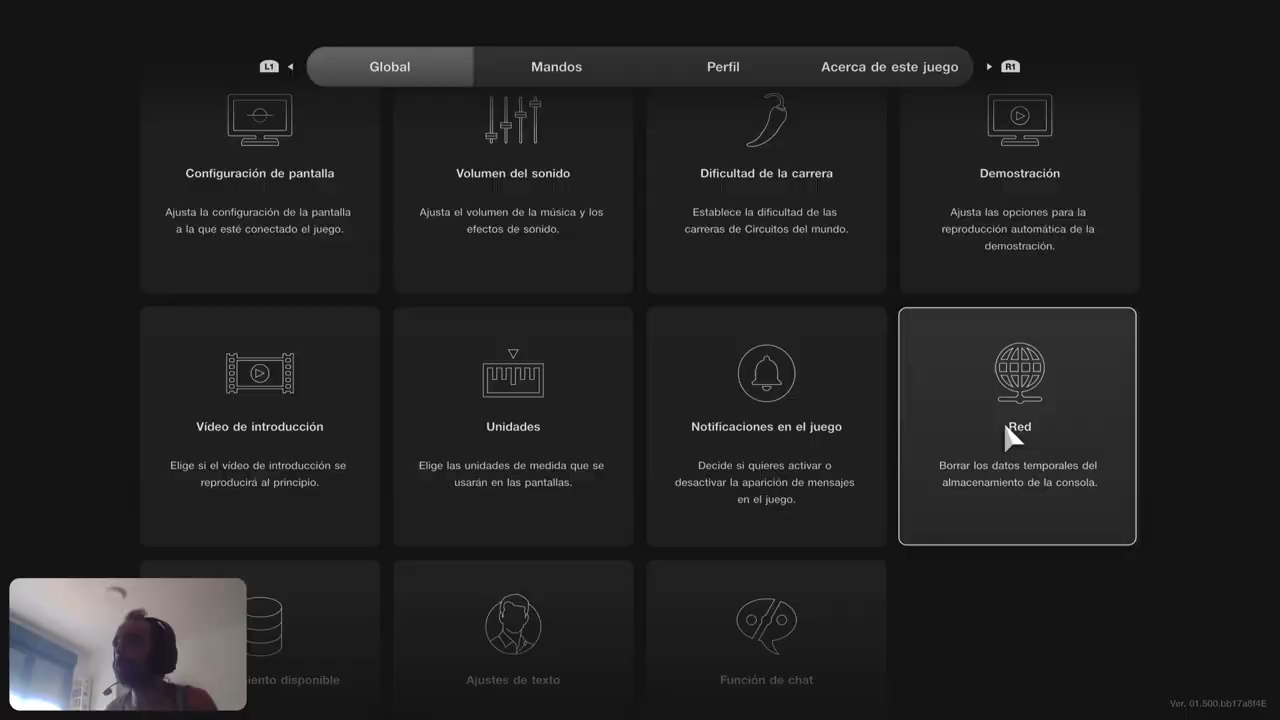 L1
Global
Mandos
Perfil
Acerca de este juego
R1
Configuración de pantalla
Ajusta la configuración de la pantalla
a la que esté conectado el juego.
Volumen del sonido
Ajusta el volumen de la música y los
efectos de sonido.
Dificultad de la carrera
Establece la dificultad de las
carreras de Circuitos del mundo.
Demostración
Ajusta las opciones para la
reproducción automática de la
demostración.
Vídeo de introducción
Elige si el vídeo de introducción se
reproducirá al principio.
Unidades
Elige las unidades de medida que se
usarán en las pantallas.
Notificaciones en el juego
Decide si quieres activar o
desactivar la aparición de mensajes
en el juego.
Red
Borrar los datos temporales del
almacenamiento de la consola.
disponible
Ajustes de texto
Función de chat
Ver. 01.500.bb17a8f4E